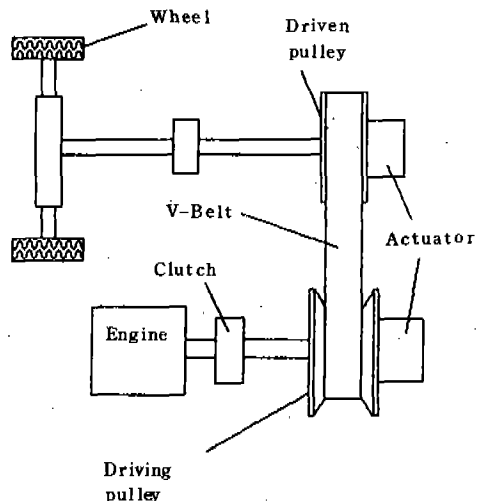 Wheel
Driven
pulley
V-Belt
Actuator
Clutch
Engine
Driving
pulley